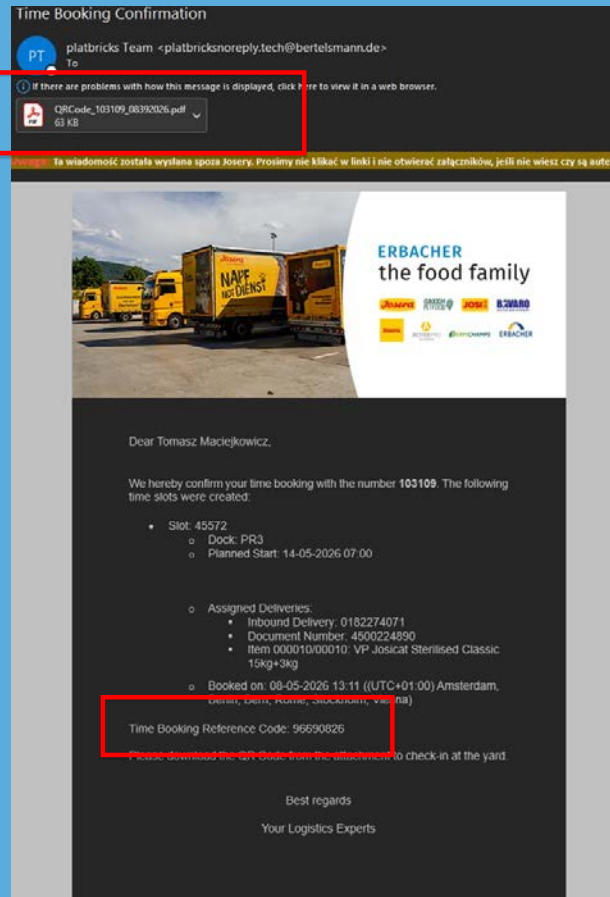 Time Booking Confirmation
PT
platbricks Team <platbricksnoreply.tech@bertelsmann.de>
To
If there are problems with how this message is displayed, click here to view it in a web browser.
QRCode_103109_08392026.pdf
63 KB
Uwaga: Ta wiadomość została wysłana spoza Josery. Prosimy nie klikać w linki i nie otwierać załączników, jeśli nie wiesz czy są aute
ERBACHER
the food family
Josera
GREEN PETFOOD
JOSI
BAVARO
Josera
ERBACHER
Josera
NAPF
NOT DIENST
Dear Tomasz Maciejkowicz,
We hereby confirm your time booking with the number 103109. The following
time slots were created:
• Slot: 45572
o Dock: PR3
o Planned Start: 14-05-2026 07:00
o Assigned Deliveries:
▪ Inbound Delivery: 0182274071
▪ Document Number: 4500224890
▪ Item 000010/00010: VP Josicat Sterilised Classic
15kg+3kg
o Booked on: 08-05-2026 13:11 ((UTC+01:00) Amsterdam,
Berlin, Bern, Rome, Stockholm, Vienna)
Time Booking Reference Code: 96690826
Please download the QR Code from the attachment to check-in at the yard.
Best regards
Your Logistics Experts